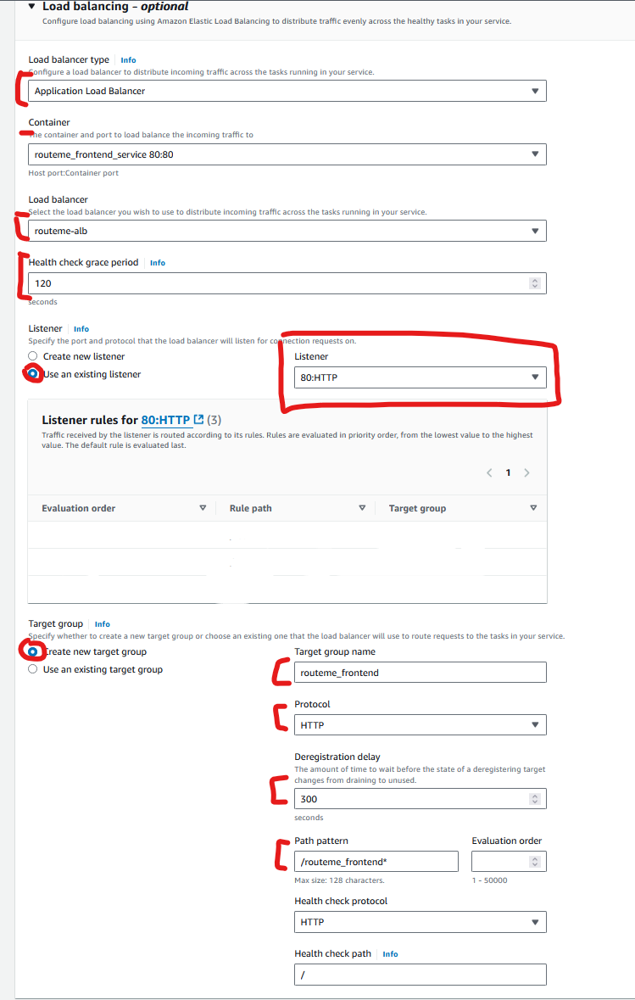 Load balancing - optional
Configure load balancing using Amazon Elastic Load Balancing to distribute traffic evenly across the healthy tasks in your service.
Load balancer type Info
Configure a load balancer to distribute incoming traffic across the tasks running in your service.
Application Load Balancer
Container
The container and port to load balance the incoming traffic to
routeme_frontend_service 80:80
Host port:Container port
Load balancer
Select the load balancer you wish to use to distribute incoming traffic across the tasks running in your service.
routeme-alb
Health check grace period Info
120
seconds
Listener Info
Specify the port and protocol that the load balancer will listen for connection requests on.
Create new listener
Use an existing listener
Listener
80:HTTP
Listener rules for 80:HTTP (3)
Traffic received by the listener is routed according to its rules. Rules are evaluated in priority order, from the lowest value to the highest
value. The default rule is evaluated last.
1
Evaluation order Rule path Target group
Target group Info
Specify whether to create a new target group or choose an existing one that the load balancer will use to route requests to the tasks in your service.
Create new target group
Use an existing target group
Target group name
routeme_frontend
Protocol
HTTP
Deregistration delay
The amount of time to wait before the state of a deregistering target
changes from draining to unused.
300
seconds
Path pattern Evaluation order
/routeme_frontend*
Max size: 128 characters. 1 - 50000
Health check protocol
HTTP
Health check path Info
/